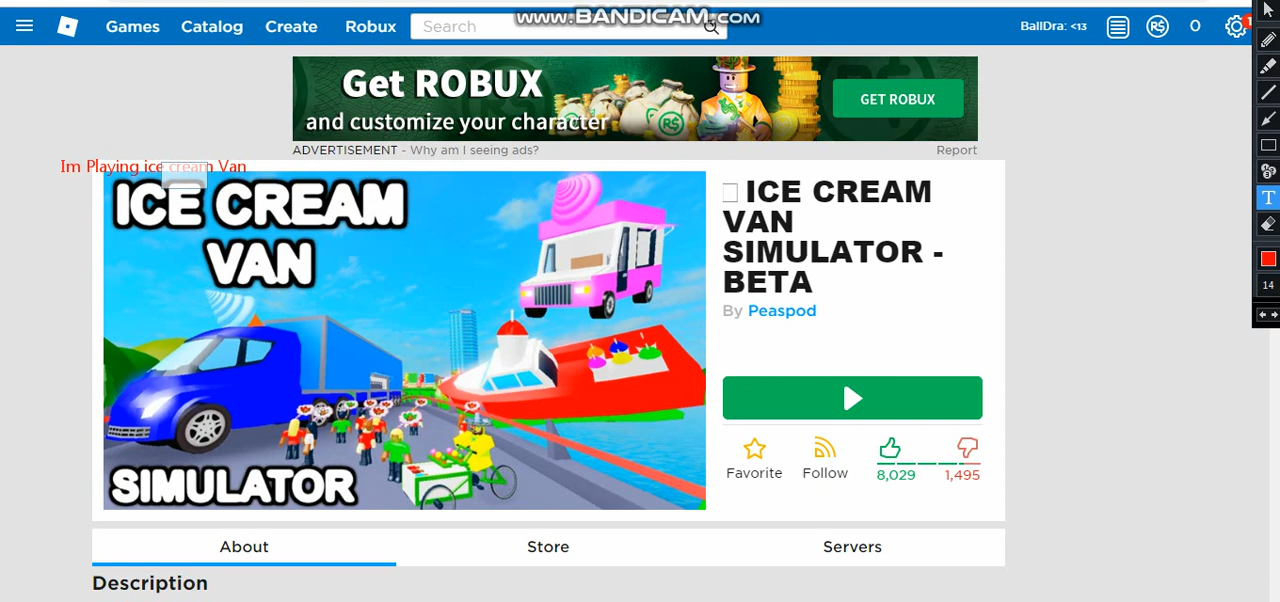 www.BANDICAM.com
Games Catalog Create Robux Search BallDra: <13 0 1
Get ROBUX
and customize your character
GET ROBUX
ADVERTISEMENT - Why am I seeing ads? Report
Im Playing ice cream Van
ICE CREAM
VAN
SIMULATOR
ICE CREAM
VAN
SIMULATOR -
BETA
By Peaspod
Favorite Follow 8,029 1,495
About Store Servers
Description
T
14